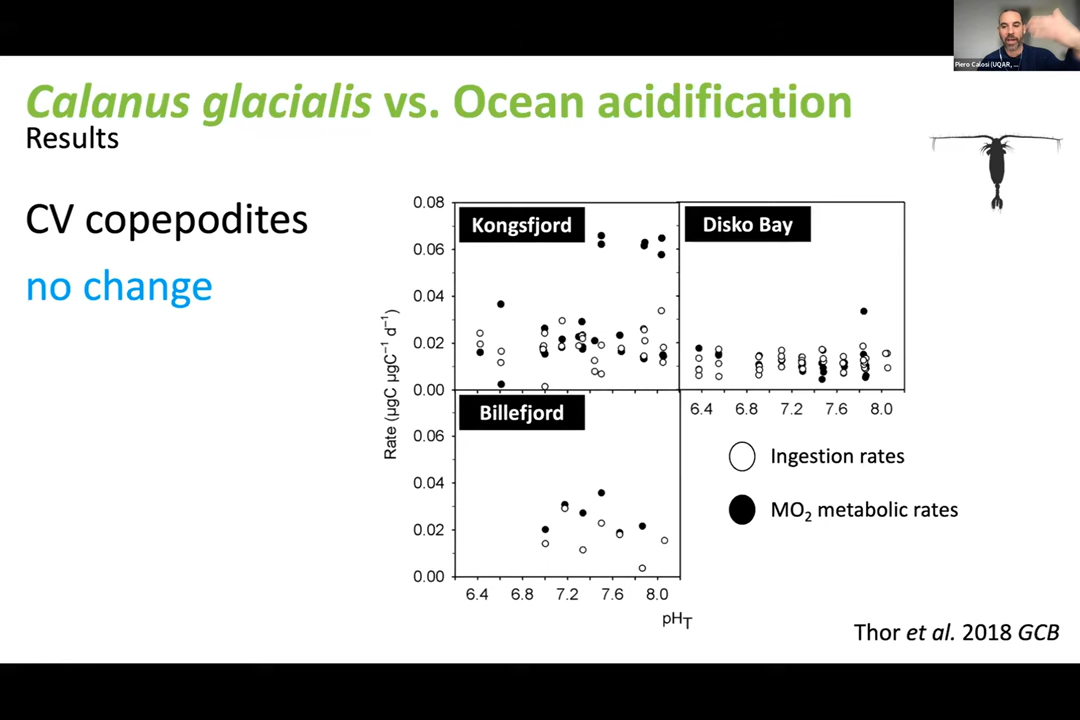 Piero Calosi (UQAR, ...
Calanus glacialis vs. Ocean acidification
Results
CV copepodites
no change
Kongsfjord
Disko Bay
Billefjord
Rate (µgC µgC⁻¹ d⁻¹)
0.08
0.06
0.04
0.02
0.00
0.06
0.04
0.02
0.00
6.4 6.8 7.2 7.6 8.0
6.4 6.8 7.2 7.6 8.0
pHT
Ingestion rates
MO₂ metabolic rates
Thor et al. 2018 GCB